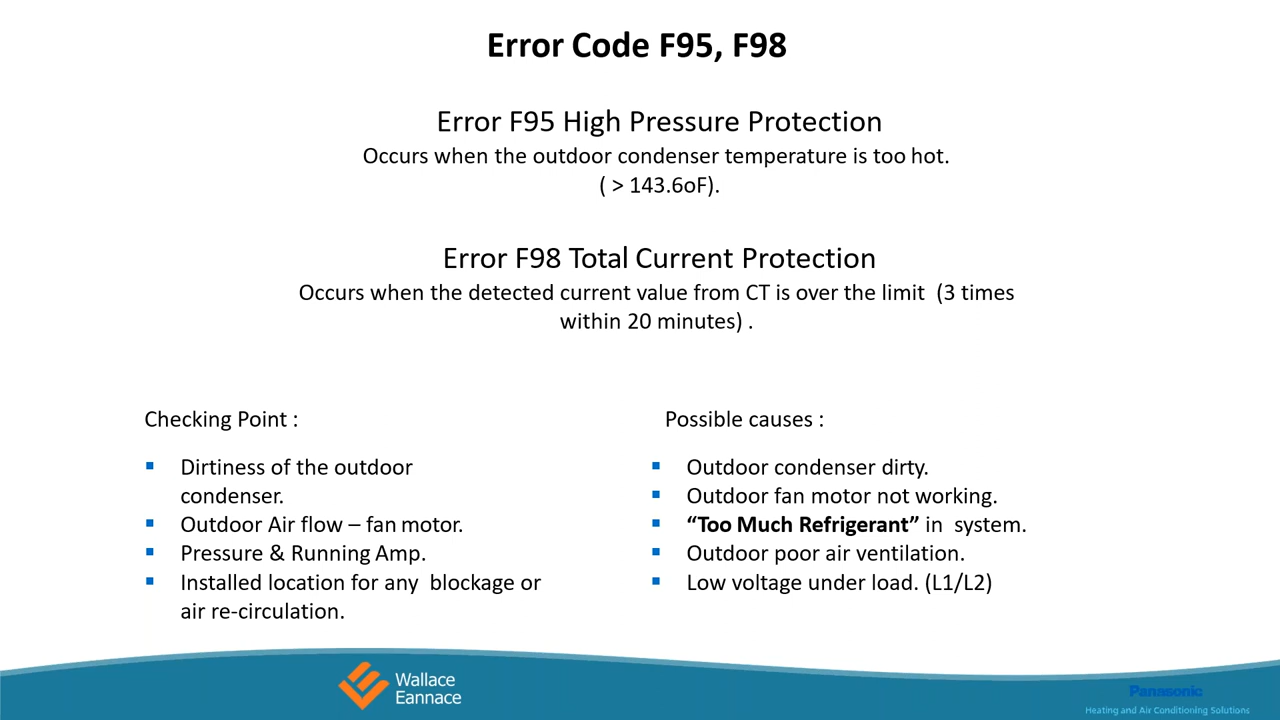 Error Code F95, F98
Error F95 High Pressure Protection
Occurs when the outdoor condenser temperature is too hot.
( > 143.6oF).
Error F98 Total Current Protection
Occurs when the detected current value from CT is over the limit (3 times
within 20 minutes) .
Checking Point :
Dirtiness of the outdoor
condenser.
Outdoor Air flow – fan motor.
Pressure & Running Amp.
Installed location for any blockage or
air re-circulation.
Possible causes :
Outdoor condenser dirty.
Outdoor fan motor not working.
“Too Much Refrigerant” in system.
Outdoor poor air ventilation.
Low voltage under load. (L1/L2)
Wallace
Eannace
Panasonic
Heating and Air Conditioning Solutions